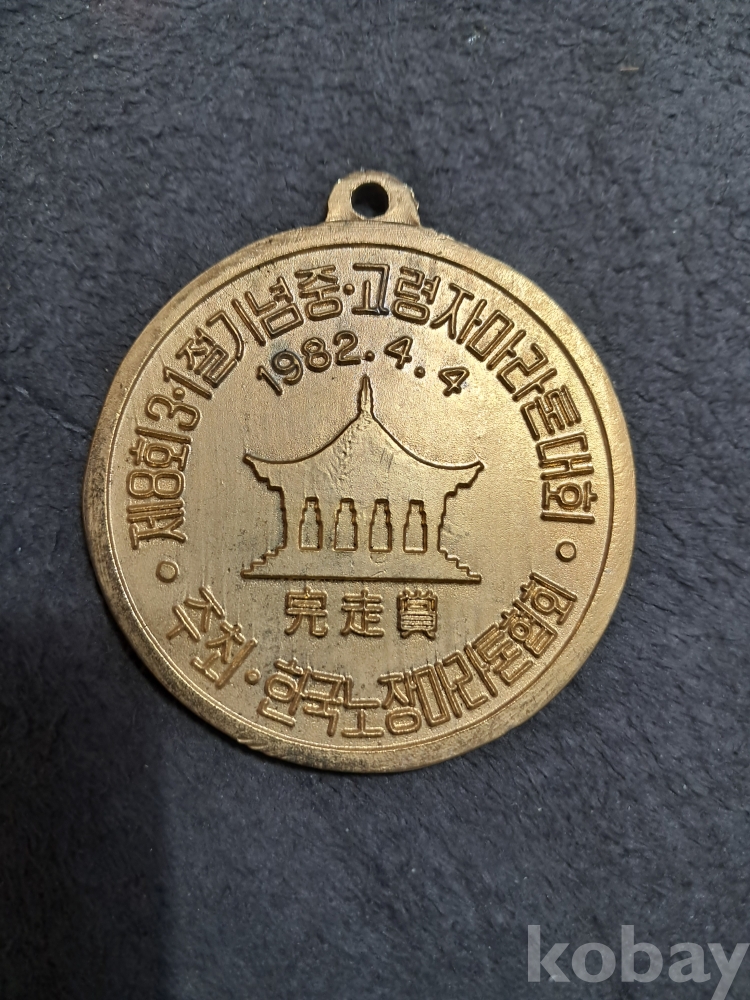 제8회 3·1절기념중·고령자마라톤대회
1982.4.4
完走賞
주최·한국노장마라톤협회
kobay